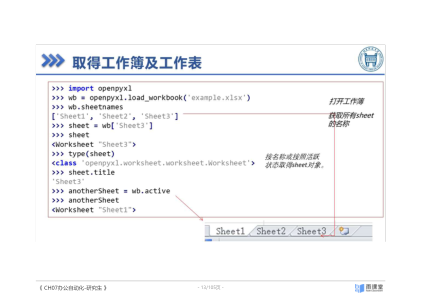 取得工作簿及工作表
>>> import openpyxl
>>> wb = openpyxl.load_workbook('example.xlsx')
>>> wb.sheetnames
['Sheet1', 'Sheet2', 'Sheet3']
>>> sheet = wb['Sheet3']
>>> sheet
<Worksheet "Sheet3">
>>> type(sheet)
<class 'openpyxl.worksheet.worksheet.Worksheet'>
>>> sheet.title
'Sheet3'
>>> anotherSheet = wb.active
>>> anotherSheet
<Worksheet "Sheet1">
打开工作簿
获取所有sheet
的名称
按名称或按照活跃
状态取得sheet对象。
Sheet1 Sheet2 Sheet3
《CH07办公自动化-研究生》
雨课堂